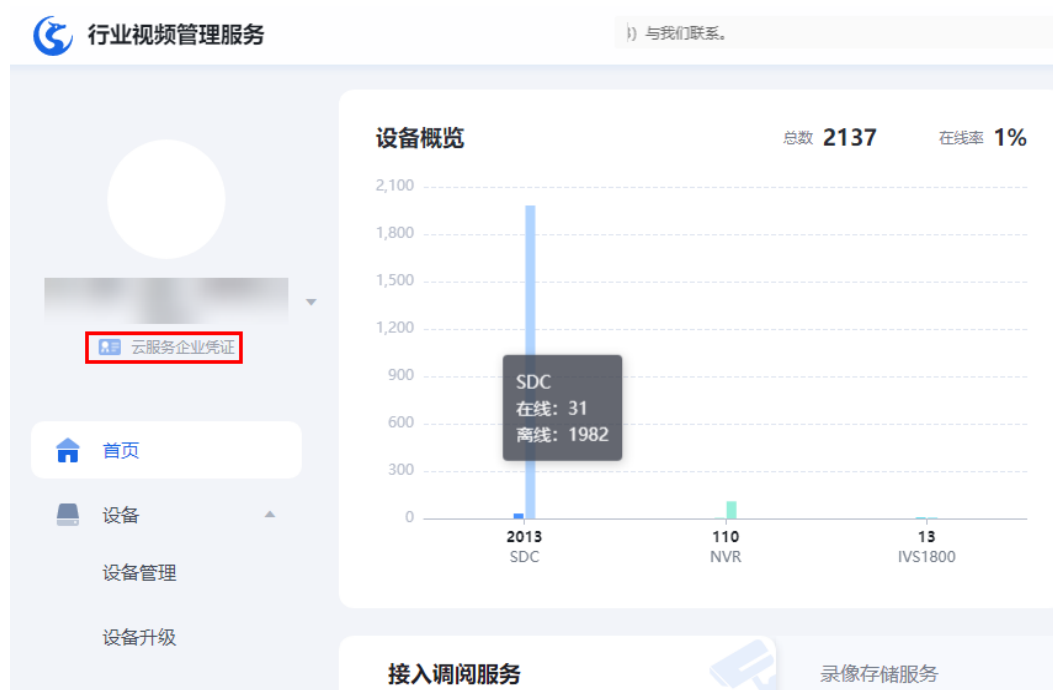 行业视频管理服务
与我们联系。
设备概览
总数 2137 在线率 1%
2,100
1,800
1,500
1,200
900
600
300
0
SDC
在线：31
离线：1982
2013 110 13
SDC NVR IVS1800
云服务企业凭证
首页
设备
设备管理
设备升级
接入调阅服务
录像存储服务